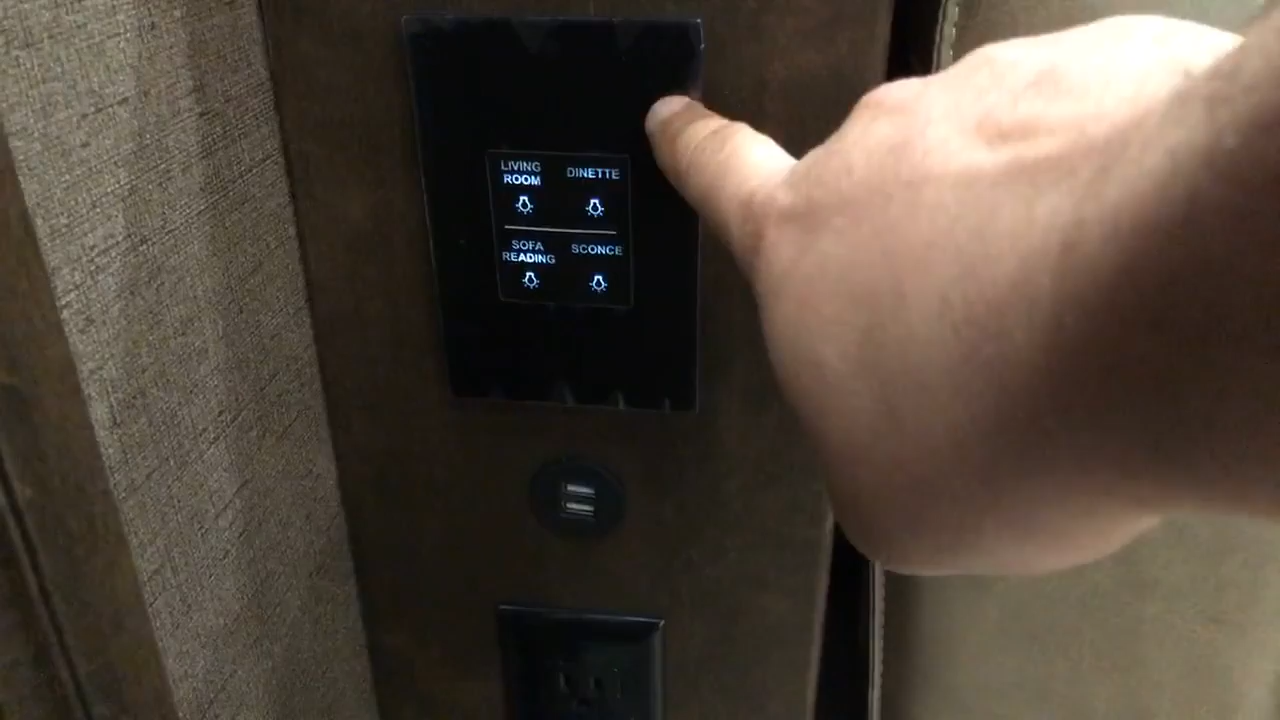 LIVING
ROOM
DINETTE
SOFA
READING
SCONCE